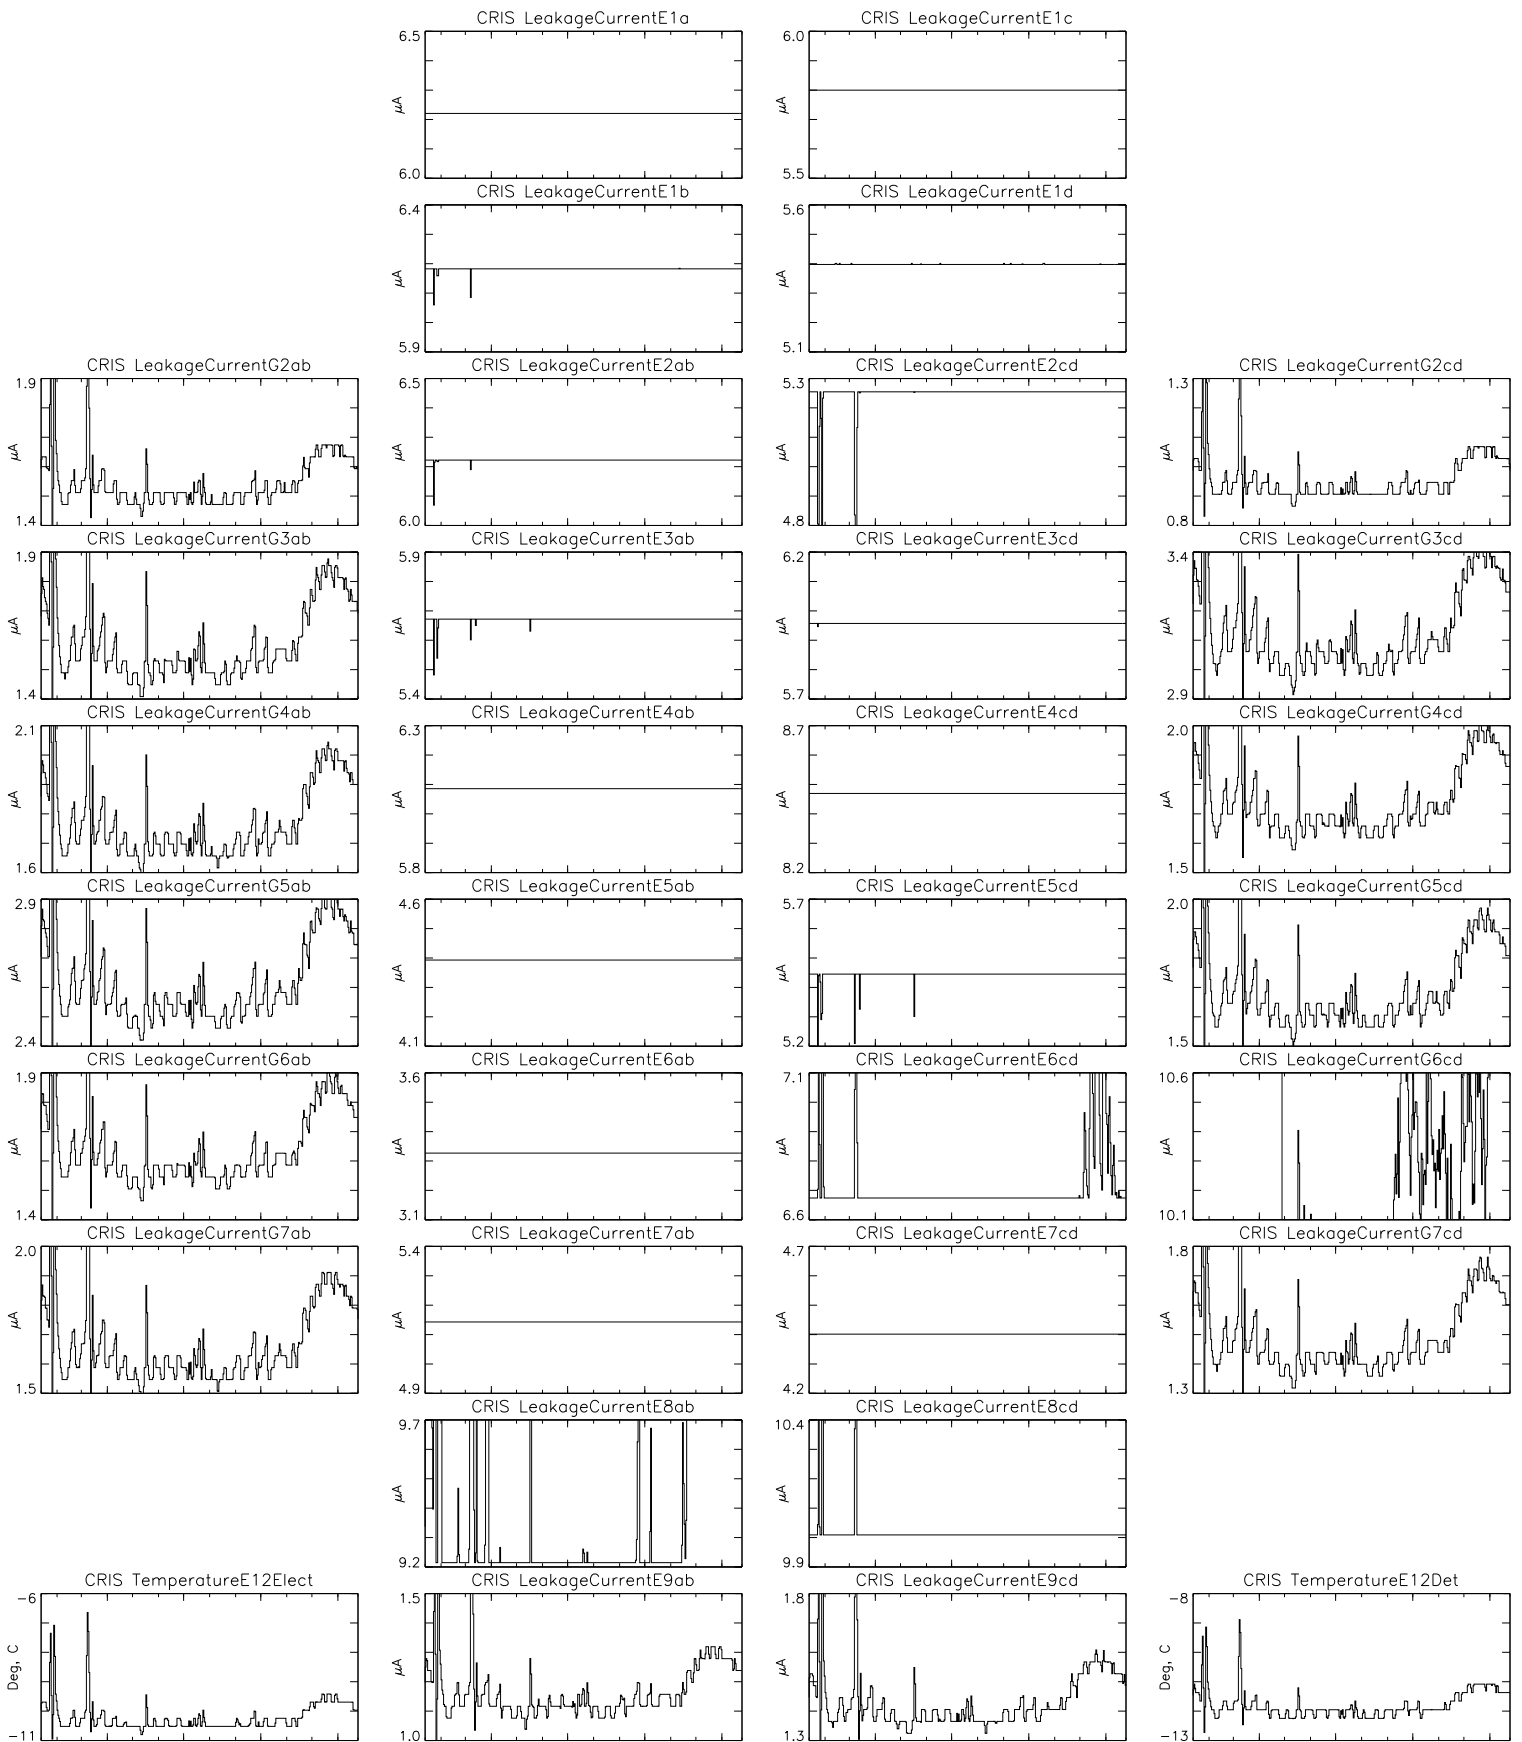 CRIS LeakageCurrentE1a
6.5
μA
6.0
CRIS LeakageCurrentE1c
6.0
μA
5.5
CRIS LeakageCurrentE1b
6.4
μA
5.9
CRIS LeakageCurrentE1d
5.6
μA
5.1
CRIS LeakageCurrentG2ab
1.9
μA
1.4
CRIS LeakageCurrentE2ab
6.5
μA
6.0
CRIS LeakageCurrentE2cd
5.3
μA
4.8
CRIS LeakageCurrentG2cd
1.3
μA
0.8
CRIS LeakageCurrentG3ab
1.9
μA
1.4
CRIS LeakageCurrentE3ab
5.9
μA
5.4
CRIS LeakageCurrentE3cd
6.2
μA
5.7
CRIS LeakageCurrentG3cd
3.4
μA
2.9
CRIS LeakageCurrentG4ab
2.1
μA
1.6
CRIS LeakageCurrentE4ab
6.3
μA
5.8
CRIS LeakageCurrentE4cd
8.7
μA
8.2
CRIS LeakageCurrentG4cd
2.0
μA
1.5
CRIS LeakageCurrentG5ab
2.9
μA
2.4
CRIS LeakageCurrentE5ab
4.6
μA
4.1
CRIS LeakageCurrentE5cd
5.7
μA
5.2
CRIS LeakageCurrentG5cd
2.0
μA
1.5
CRIS LeakageCurrentG6ab
1.9
μA
1.4
CRIS LeakageCurrentE6ab
3.6
μA
3.1
CRIS LeakageCurrentE6cd
7.1
μA
6.6
CRIS LeakageCurrentG6cd
10.6
μA
10.1
CRIS LeakageCurrentG7ab
2.0
μA
1.5
CRIS LeakageCurrentE7ab
5.4
μA
4.9
CRIS LeakageCurrentE7cd
4.7
μA
4.2
CRIS LeakageCurrentG7cd
1.8
μA
1.3
CRIS LeakageCurrentE8ab
9.7
μA
9.2
CRIS LeakageCurrentE8cd
10.4
μA
9.9
CRIS TemperatureE12Elect
-6
Deg, C
-11
CRIS LeakageCurrentE9ab
1.5
μA
1.0
CRIS LeakageCurrentE9cd
1.8
μA
1.3
CRIS TemperatureE12Det
-8
Deg, C
-13